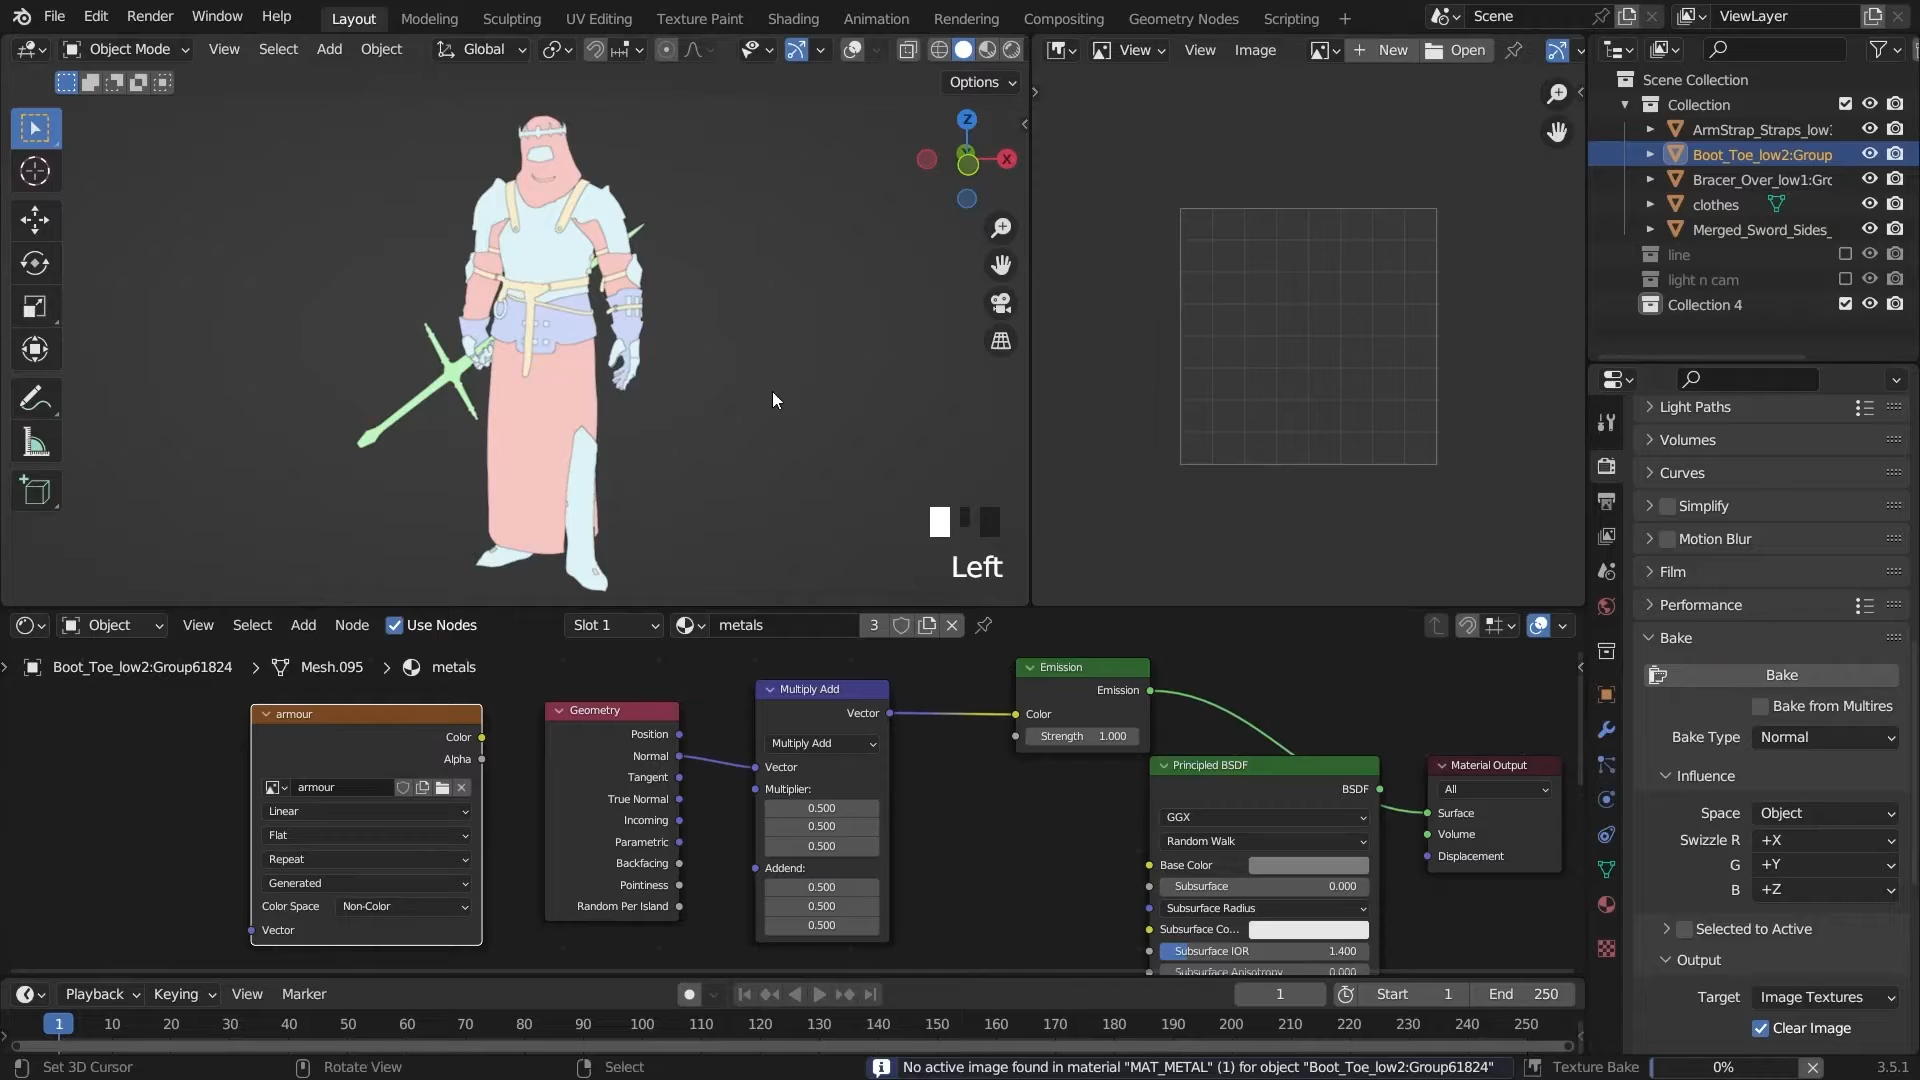 File Edit Render Window Help Layout Modeling Sculpting UV Editing Texture Paint Shading Animation Rendering Compositing Geometry Nodes Scripting + Scene ViewLayer
Object Mode View Select Add Object Global View View Image New Open
Options
Scene Collection
Collection
ArmStrap_Straps_low1
Boot_Toe_low2:Group
Bracer_Over_low1:Grc
clothes
Merged_Sword_Sides_
line
light n cam
Collection 4
Z
Y
X
Left
Light Paths
Volumes
Curves
Simplify
Motion Blur
Film
Performance
Bake
Bake
Bake from Multires
Bake Type Normal
Influence
Space Object
Swizzle R +X
G +Y
B +Z
Selected to Active
Output
Target Image Textures
Clear Image
Object View Select Add Node Use Nodes Slot 1 metals 3
Boot_Toe_low2:Group61824 > Mesh.095 > metals
armour
Color
Alpha
armour
Linear
Flat
Repeat
Generated
Color Space Non-Color
Vector
Geometry
Position
Normal
Tangent
True Normal
Incoming
Parametric
Backfacing
Pointiness
Random Per Island
Multiply Add
Vector
Multiply Add
Vector
Multiplier:
0.500
0.500
0.500
Addend:
0.500
0.500
0.500
Emission
Emission
Color
Strength 1.000
Principled BSDF
BSDF
GGX
Random Walk
Base Color
Subsurface 0.000
Subsurface Radius
Subsurface Co...
Subsurface IOR 1.400
Subsurface Anisotropy 0.000
Material Output
All
Surface
Volume
Displacement
Playback Keying View Marker 1 Start 1 End 250
1 10 20 30 40 50 60 70 80 90 100 110 120 130 140 150 160 170 180 190 200 210 220 230 240 250
Set 3D Cursor Rotate View Select No active image found in material "MAT_METAL" (1) for object "Boot_Toe_low2:Group61824" Texture Bake 0% 3.5.1